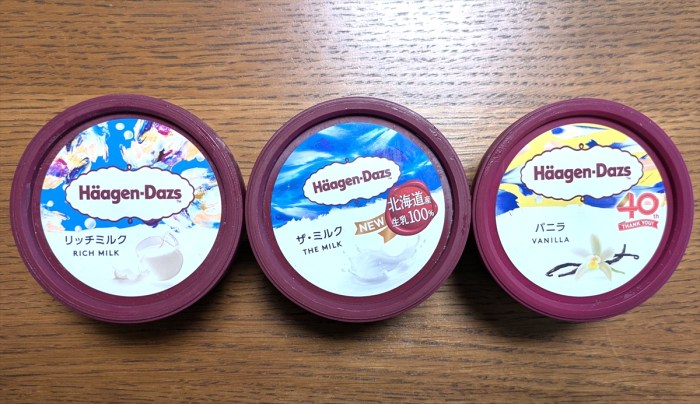 Häagen-Dazs
リッチミルク
RICH MILK
Häagen-Dazs
ザ・ミルク
THE MILK
NEW
北海道産
生乳100%
Häagen-Dazs
バニラ
VANILLA
40th
THANK YOU!